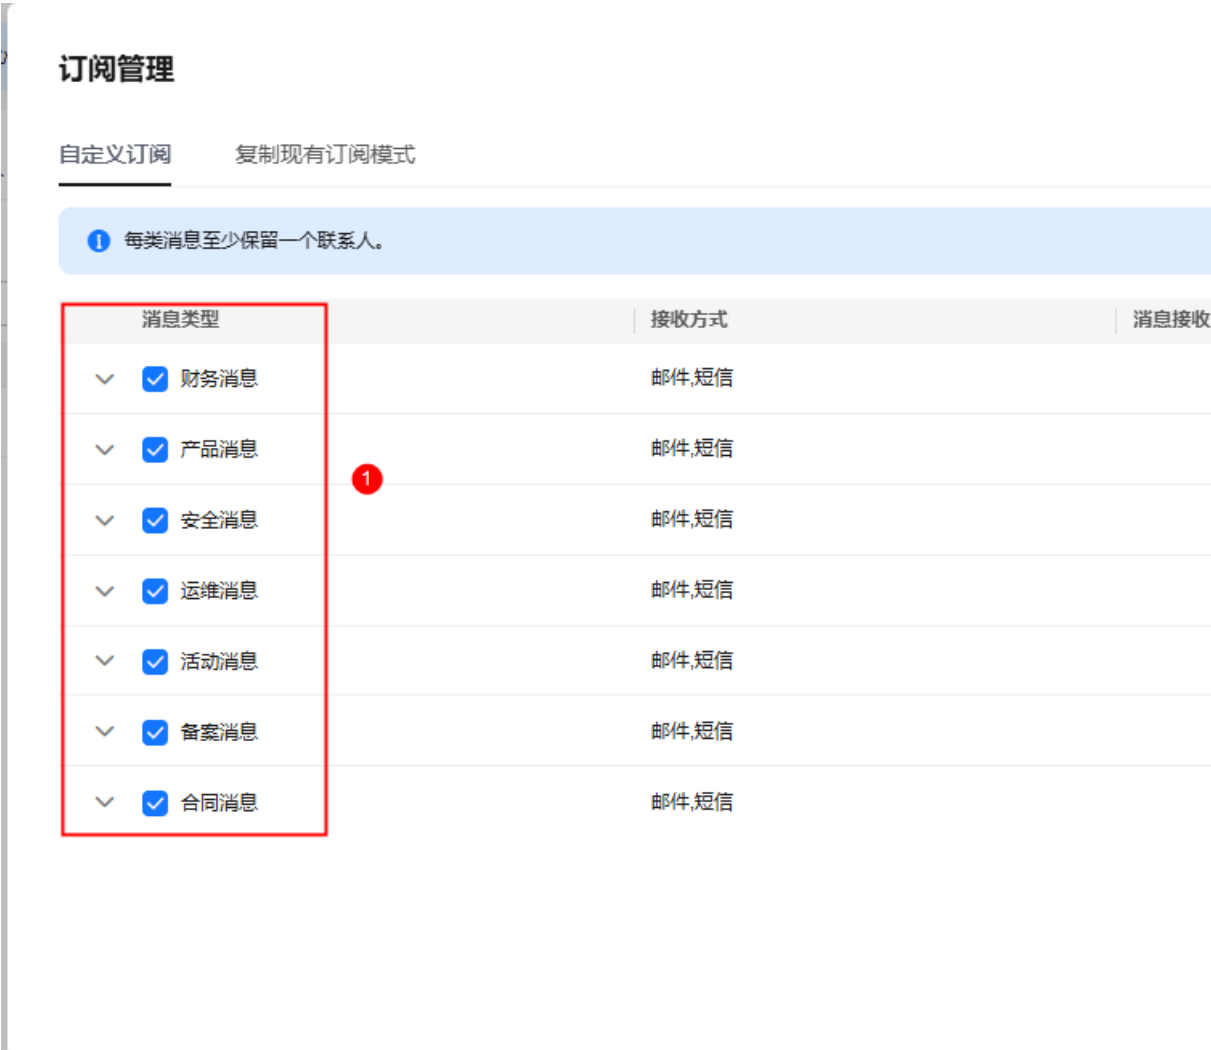 订阅管理
自定义订阅 复制现有订阅模式
每类消息至少保留一个联系人。
消息类型 接收方式 消息接收
财务消息 邮件,短信
产品消息 邮件,短信
1
安全消息 邮件,短信
运维消息 邮件,短信
活动消息 邮件,短信
备案消息 邮件,短信
合同消息 邮件,短信